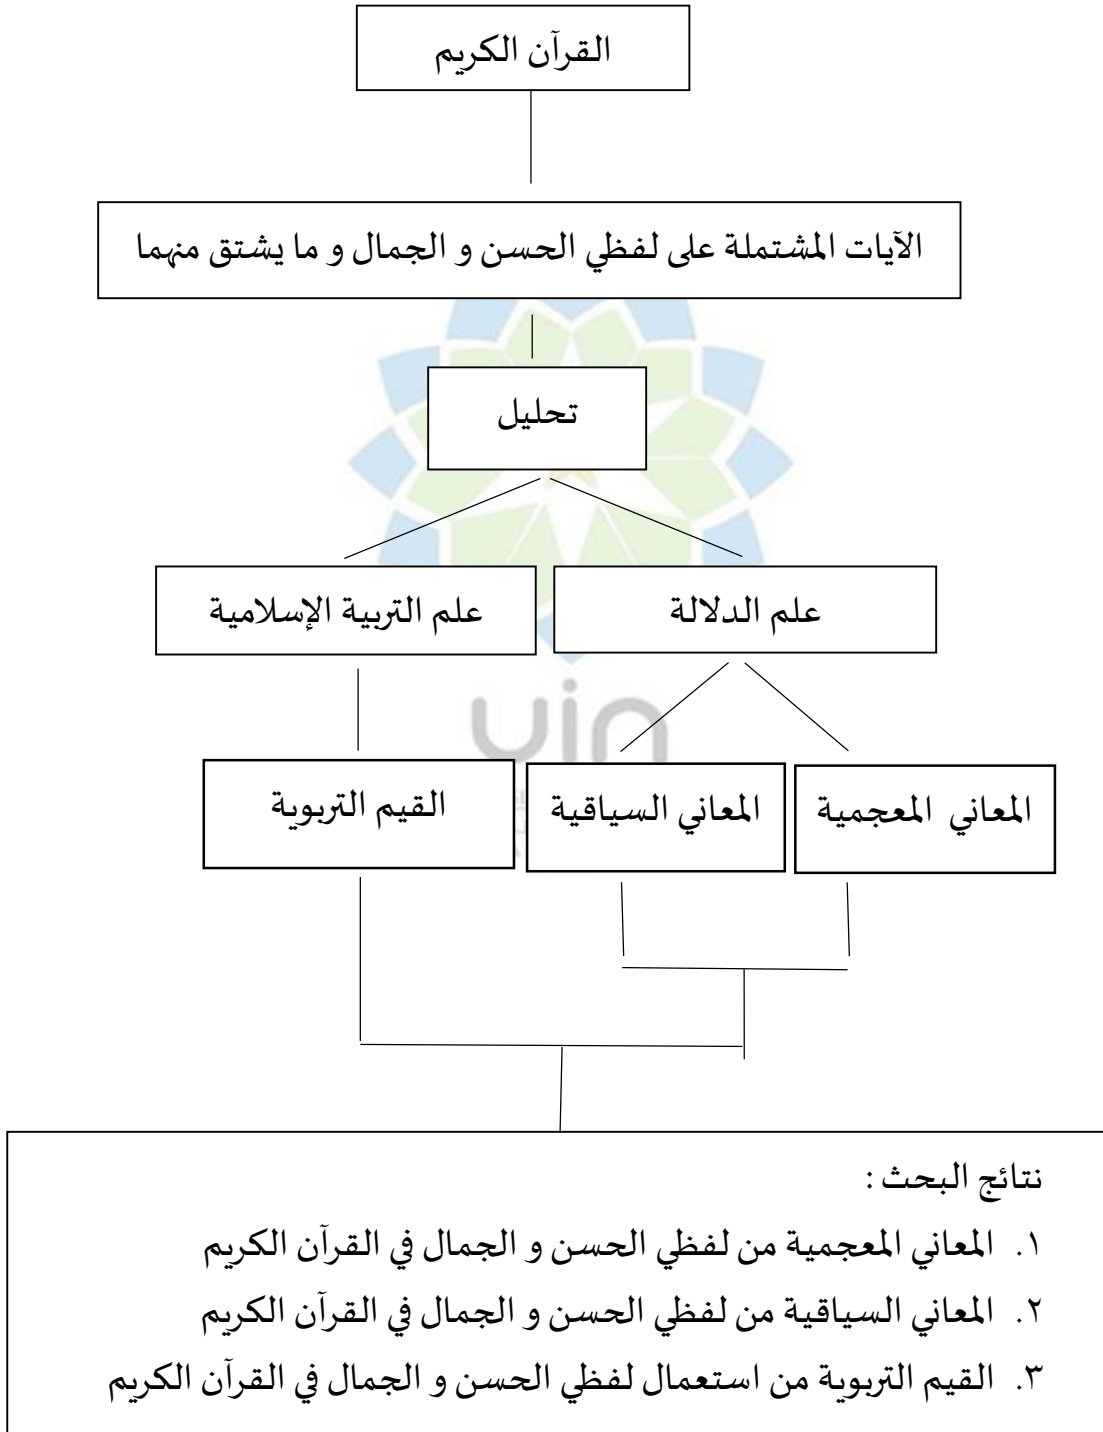 القرآن الكريم
الآيات المشتملة على لفظي الحسن و الجمال و ما يشتق منهما
تحليل
علم الدلالة
علم التربية الإسلامية
المعاني المعجمية
المعاني السياقية
القيم التربوية
uin
نتائج البحث :
١. المعاني المعجمية من لفظي الحسن و الجمال في القرآن الكريم
٢. المعاني السياقية من لفظي الحسن و الجمال في القرآن الكريم
٣. القيم التربوية من استعمال لفظي الحسن و الجمال في القرآن الكريم